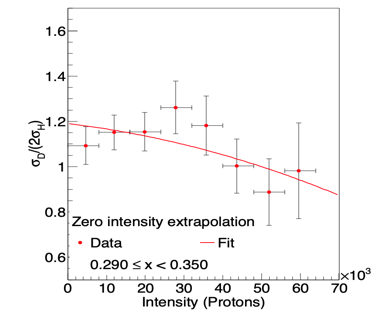 1.6
1.4
1.2
1
0.8
0.6
σD/(2σH)
Zero intensity extrapolation
Data
Fit
0.290 ≤ x < 0.350
0 10 20 30 40 50 60 70
×10³
Intensity (Protons)